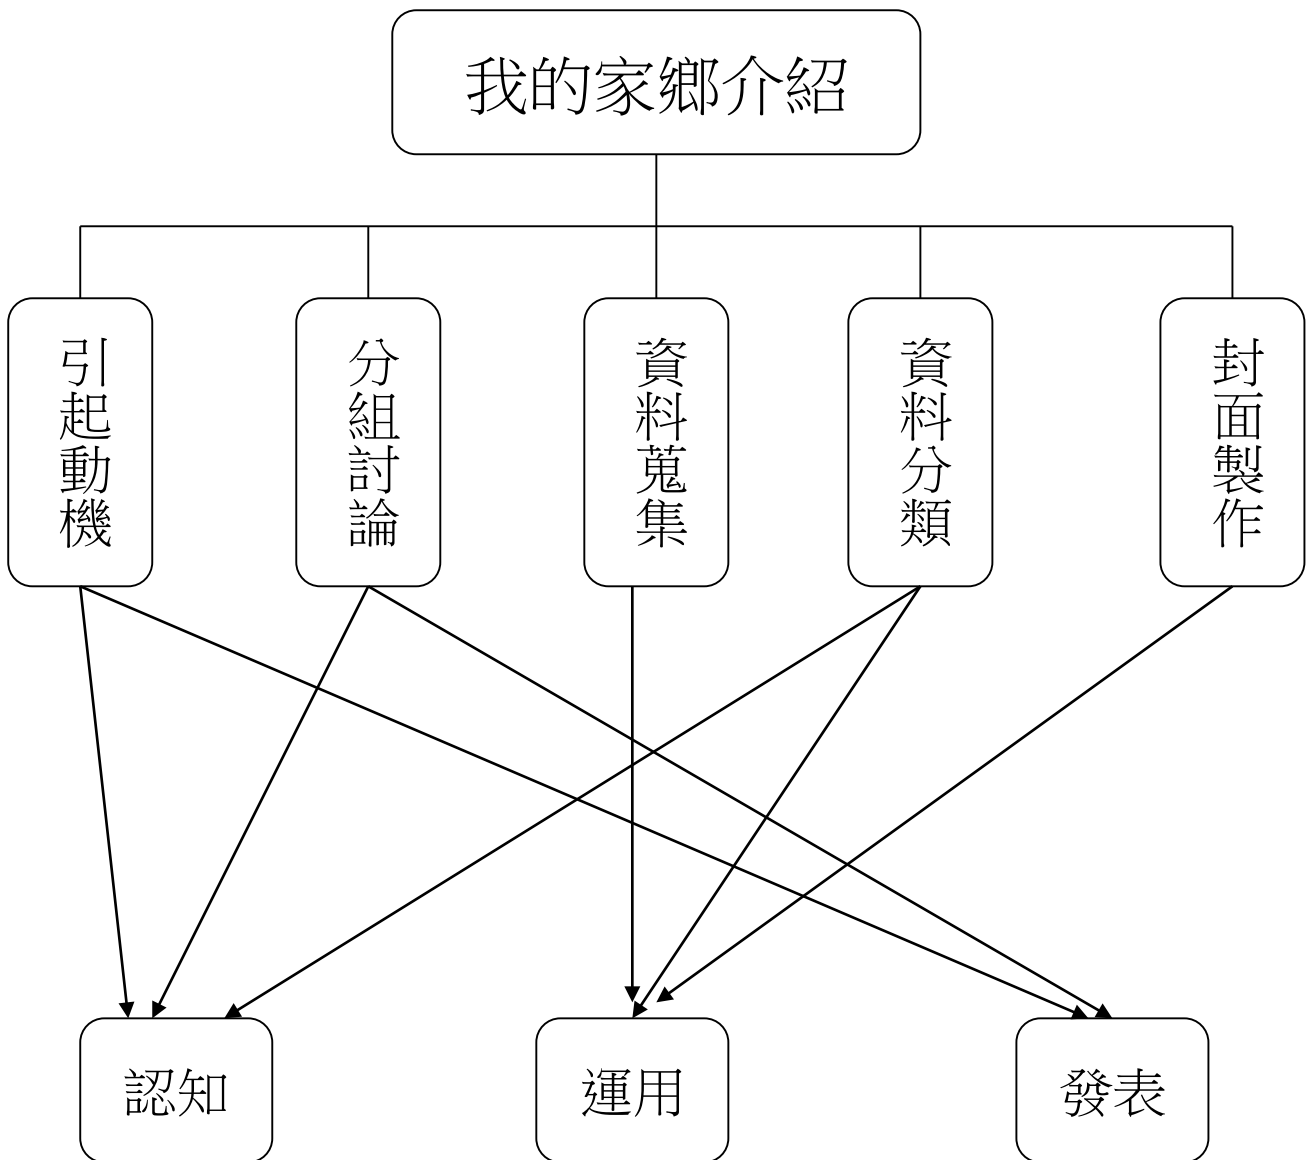 我的家鄉介紹
引起動機
分組討論
資料蒐集
資料分類
封面製作
認知
運用
發表